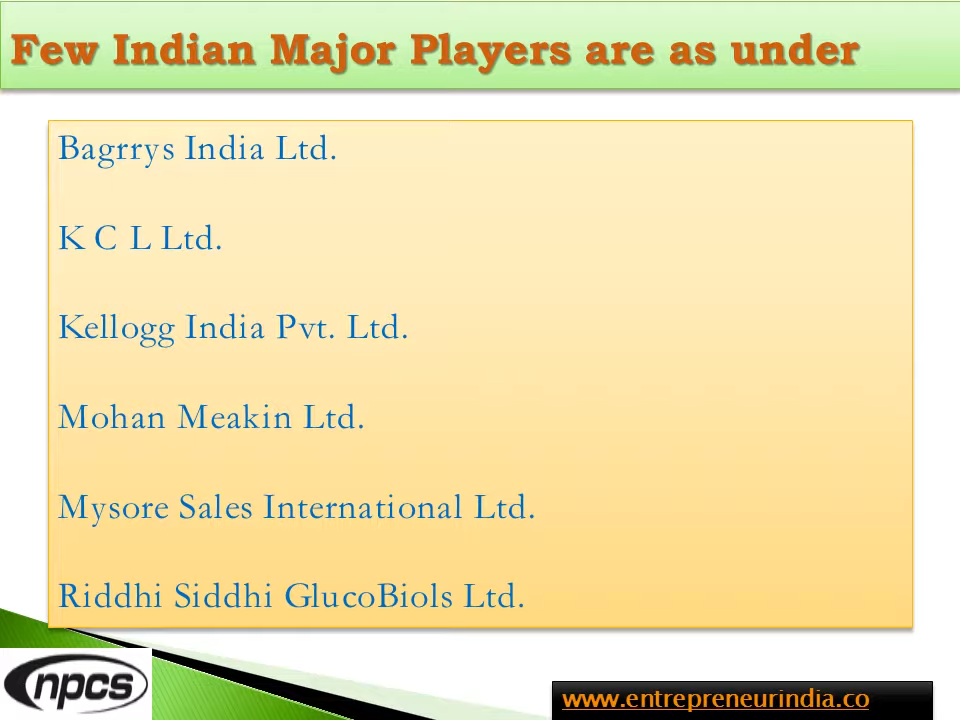 Few Indian Major Players are as under
Bagrrys India Ltd.
K C L Ltd.
Kellogg India Pvt. Ltd.
Mohan Meakin Ltd.
Mysore Sales International Ltd.
Riddhi Siddhi GlucoBiols Ltd.
npcs
www.entrepreneurindia.co